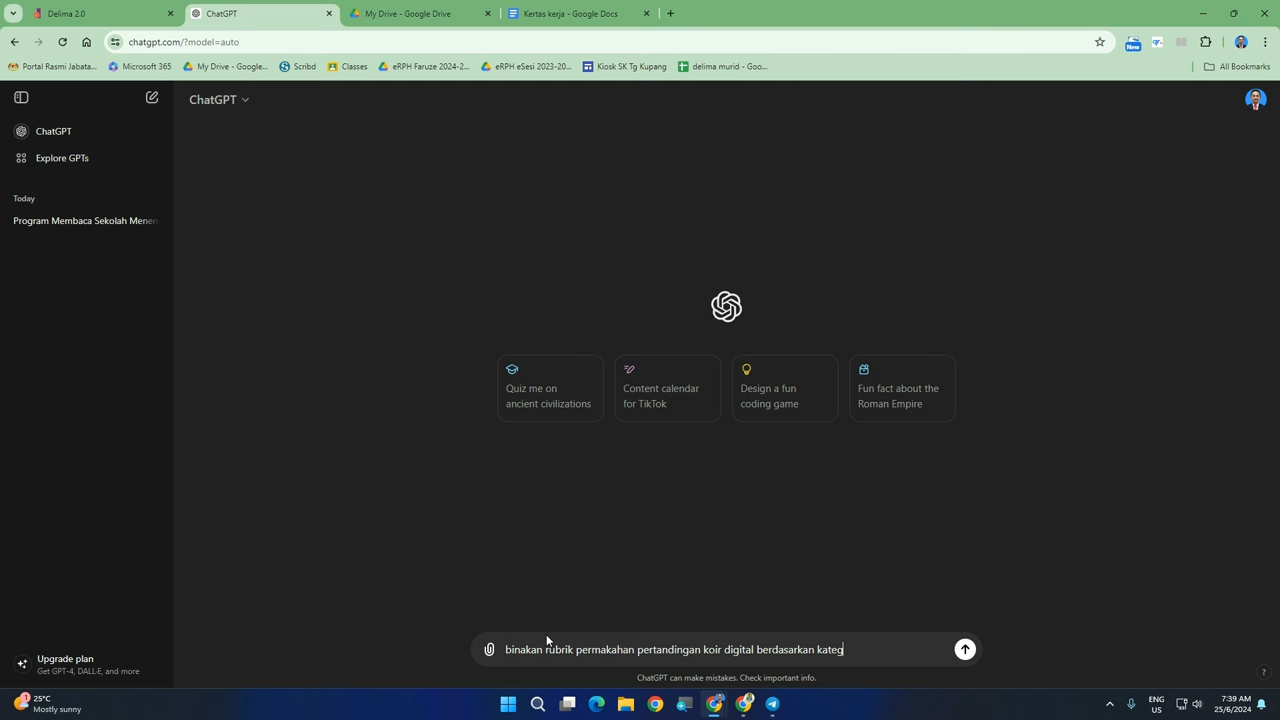 Delima 2.0
ChatGPT
My Drive - Google Drive
Kertas kerja - Google Docs
chatgpt.com/?model=auto
New
Portal Rasmi Jabata...
Microsoft 365
My Drive - Google...
Scribd
Classes
eRPH Faruze 2024-2...
eRPH eSesi 2023-20...
Kiosk SK Tg Kupang
delima murid - Goo...
All Bookmarks
ChatGPT
ChatGPT
Explore GPTs
Today
Program Membaca Sekolah Menen
Quiz me on
ancient civilizations
Content calendar
for TikTok
Design a fun
coding game
Fun fact about the
Roman Empire
binakan rubrik permakahan pertandingan koir digital berdasarkan kateg
ChatGPT can make mistakes. Check important info.
?
Upgrade plan
Get GPT-4, DALL·E, and more
25°C
Mostly sunny
ENG
US
7:39 AM
25/6/2024